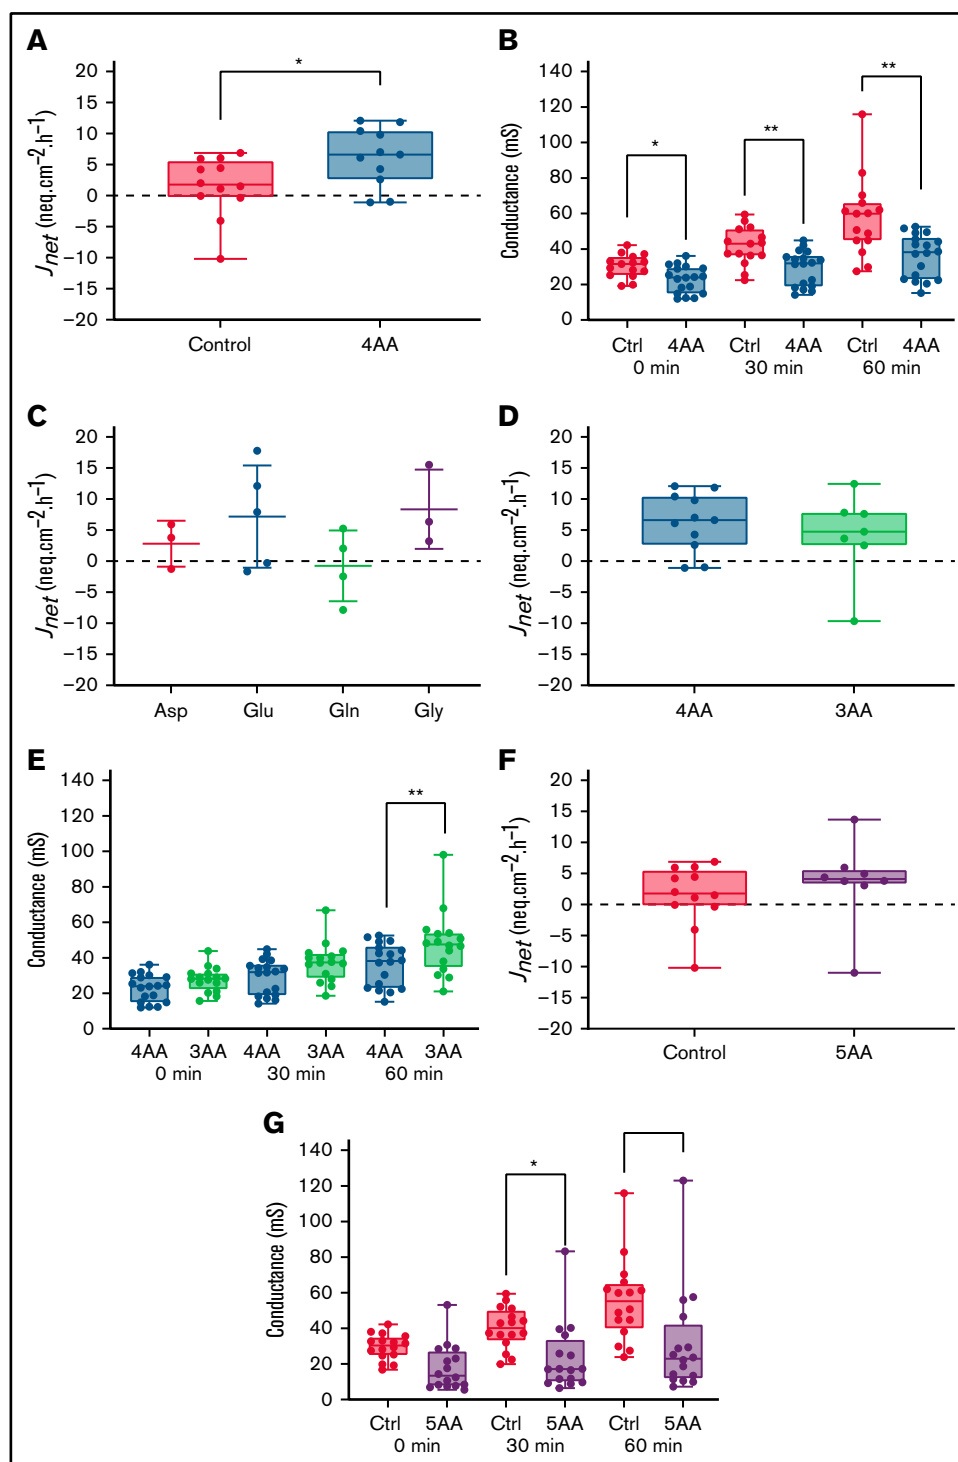 A
20
15
10
5
0
−5
−10
−15
−20
Jnet (neq.cm−2.h−1)
*
Control 4AA
B
140
120
100
80
60
40
20
0
Conductance (mS)
* ** **
Ctrl 4AA Ctrl 4AA Ctrl 4AA
0 min 30 min 60 min
C
20
15
10
5
0
−5
−10
−15
−20
Jnet (neq.cm−2.h−1)
Asp Glu Gln Gly
D
20
15
10
5
0
−5
−10
−15
−20
Jnet (neq.cm−2.h−1)
4AA 3AA
E
140
120
100
80
60
40
20
0
Conductance (mS)
**
4AA 3AA 4AA 3AA 4AA 3AA
0 min 30 min 60 min
F
20
15
10
5
0
−5
−10
−15
−20
Jnet (neq.cm−2.h−1)
Control 5AA
G
140
120
100
80
60
40
20
0
Conductance (mS)
*
Ctrl 5AA Ctrl 5AA Ctrl 5AA
0 min 30 min 60 min